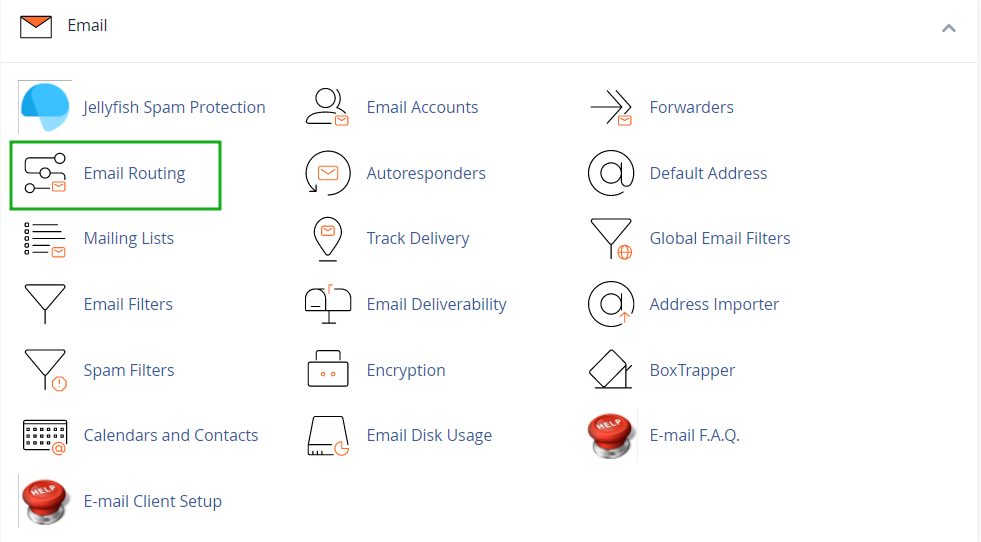 Email
Jellyfish Spam Protection
Email Accounts
Forwarders
Email Routing
Autoresponders
Default Address
Mailing Lists
Track Delivery
Global Email Filters
Email Filters
Email Deliverability
Address Importer
Spam Filters
Encryption
BoxTrapper
Calendars and Contacts
Email Disk Usage
HELP
E-mail F.A.Q.
HELP
E-mail Client Setup